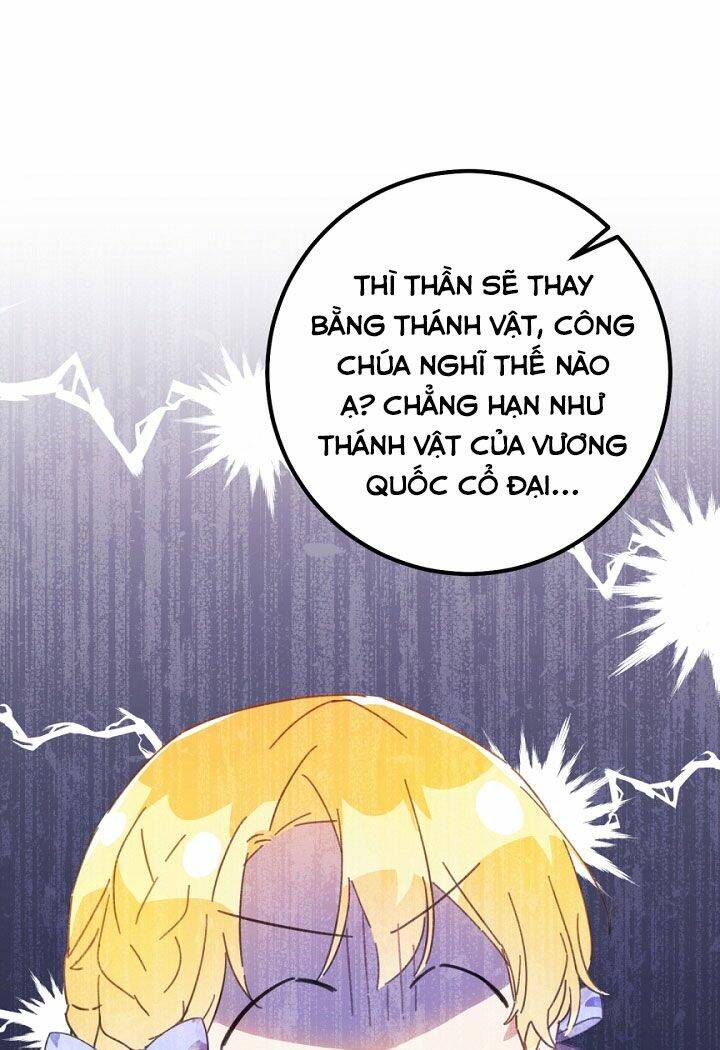 THÌ THẦN SẼ THAY
BẰNG THÁNH VẬT, CÔNG
CHÚA NGHĨ THẾ NÀO
Ạ? CHẲNG HẠN NHƯ
THÁNH VẬT CỦA VƯƠNG
QUỐC CỔ ĐẠI...